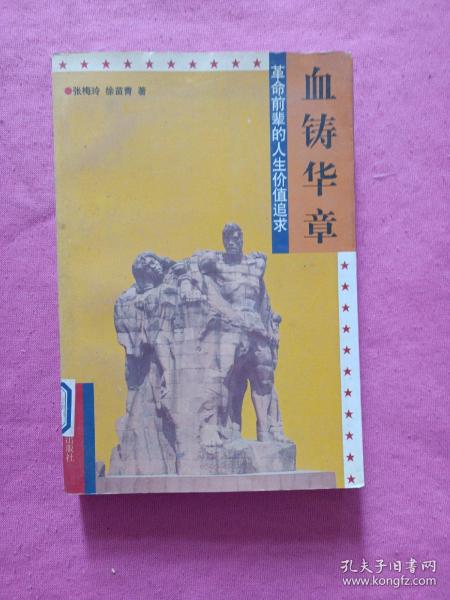 血铸华章
革命前辈的人生价值追求
●张梅玲 徐苗青 著
出版社
孔夫子旧书网
www.kongfz.com